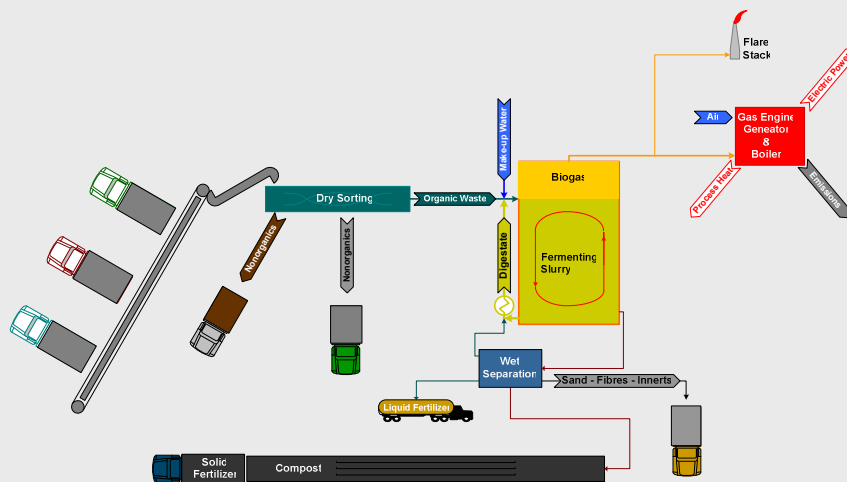 Flare
Stack
Electric Power
Air
Gas Engine
Geneator
&
Boiler
Process Heat
Emissions
Make-up Water
Biogas
Dry Sorting
Organic Waste
Nonorganics
Nonorganics
Digestate
Fermenting
Slurry
Wet
Separation
Sand - Fibres - Innerts
Liquid Fertilizer
Solid
Fertilizer
Compost